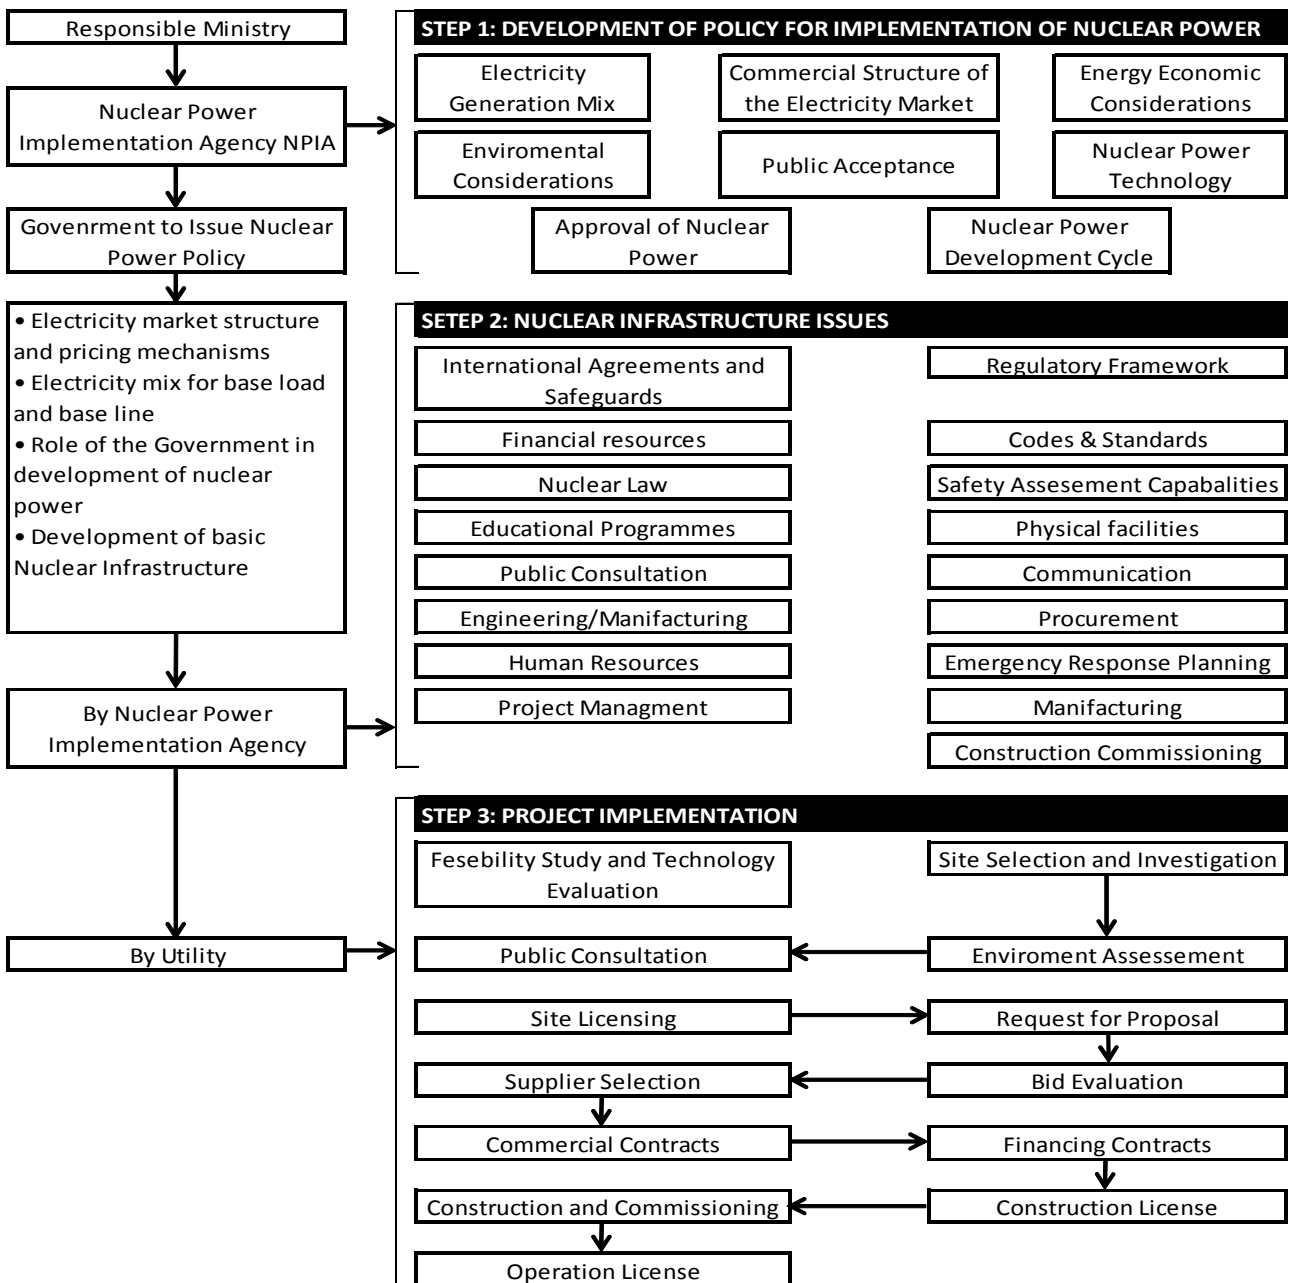 Responsible Ministry
Nuclear Power
Implementation Agency NPIA
Govenrment to Issue Nuclear
Power Policy
• Electricity market structure
and pricing mechanisms
• Electricity mix for base load
and base line
• Role of the Government in
development of nuclear
power
• Development of basic
Nuclear Infrastructure
By Nuclear Power
Implementation Agency
By Utility
STEP 1: DEVELOPMENT OF POLICY FOR IMPLEMENTATION OF NUCLEAR POWER
Electricity
Generation Mix
Commercial Structure of
the Electricity Market
Energy Economic
Considerations
Enviromental
Considerations
Public Acceptance
Nuclear Power
Technology
Approval of Nuclear
Power
Nuclear Power
Development Cycle
SETEP 2: NUCLEAR INFRASTRUCTURE ISSUES
International Agreements and
Safeguards
Regulatory Framework
Financial resources
Codes & Standards
Nuclear Law
Safety Assesement Capabalities
Educational Programmes
Physical facilities
Public Consultation
Communication
Engineering/Manifacturing
Procurement
Human Resources
Emergency Response Planning
Project Managment
Manifacturing
Construction Commissioning
STEP 3: PROJECT IMPLEMENTATION
Fesebility Study and Technology
Evaluation
Site Selection and Investigation
Public Consultation
Enviroment Assessement
Site Licensing
Request for Proposal
Supplier Selection
Bid Evaluation
Commercial Contracts
Financing Contracts
Construction and Commissioning
Construction License
Operation License